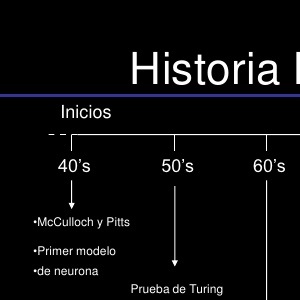 Historia
Inicios
40's
50's
60's
•McCulloch y Pitts
•Primer modelo
•de neurona
Prueba de Turing